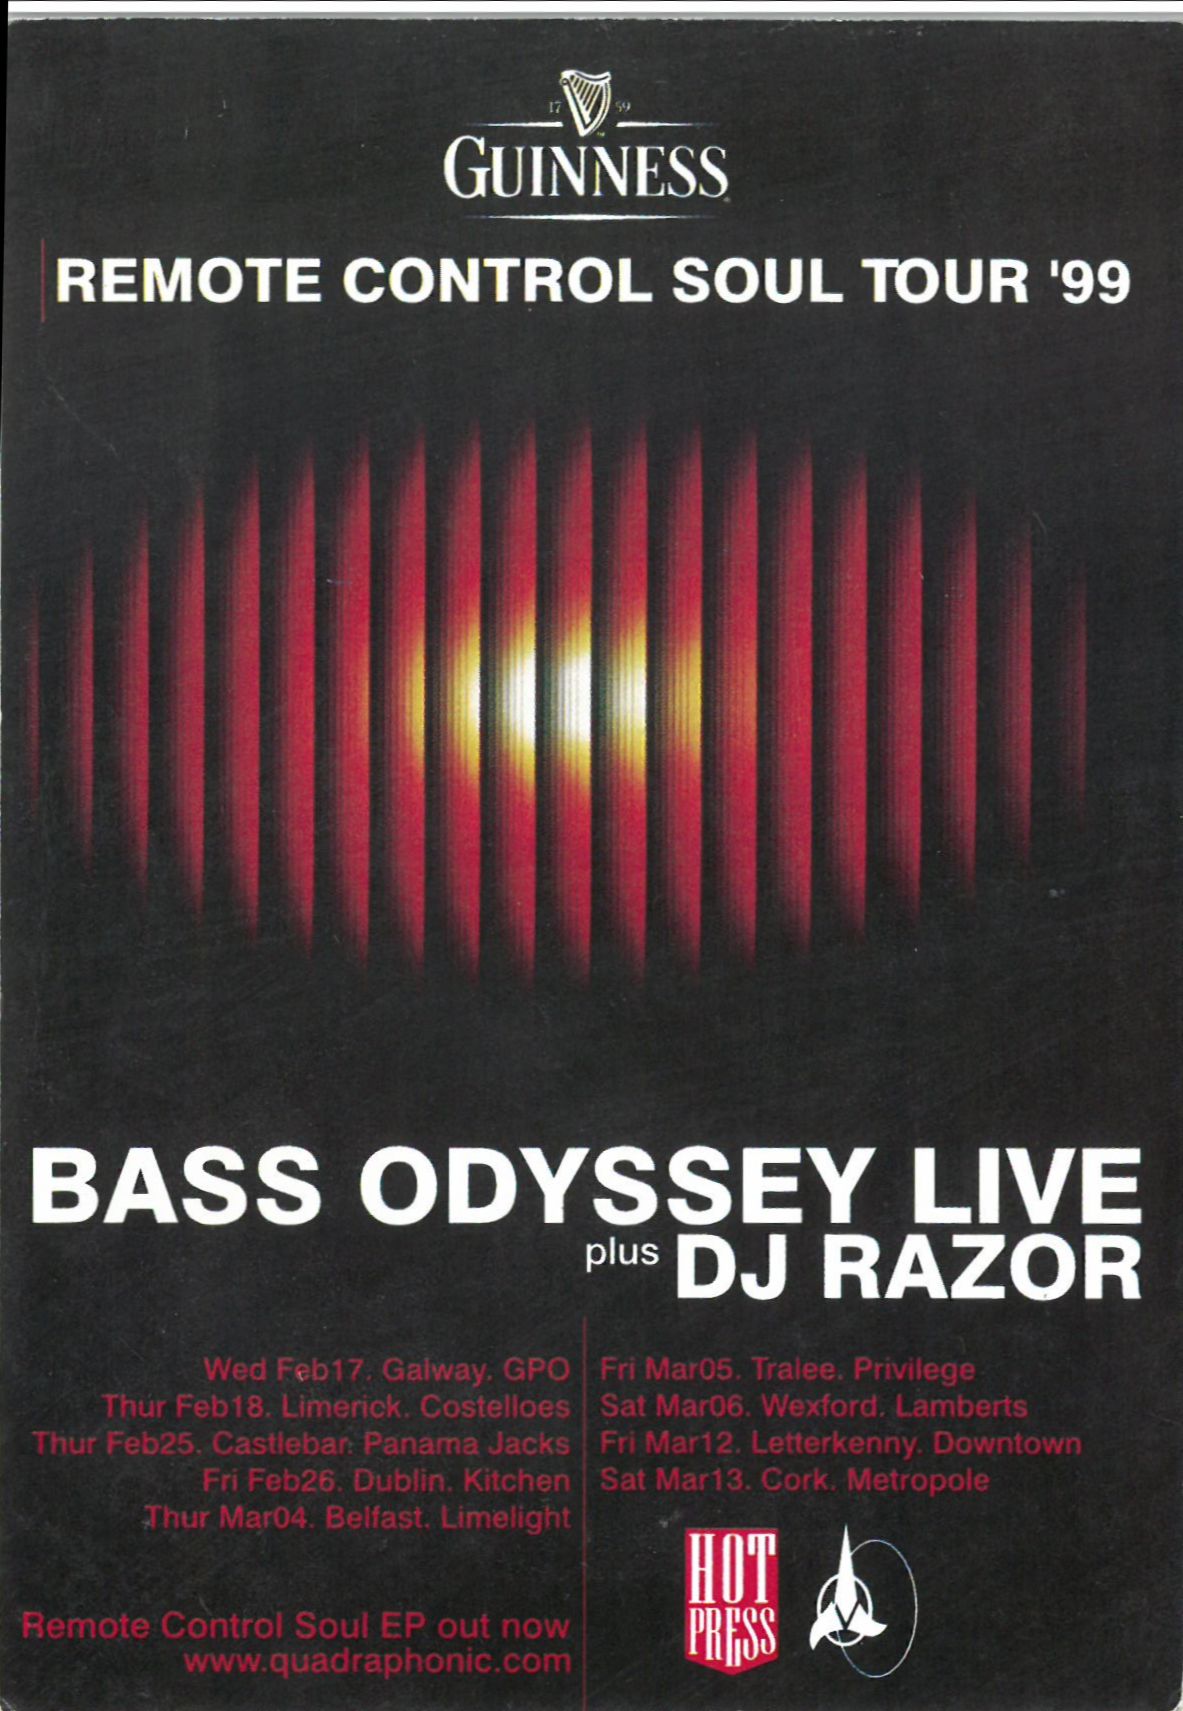 17 59
GUINNESS
REMOTE CONTROL SOUL TOUR '99
BASS ODYSSEY LIVE
plus DJ RAZOR
Wed Feb17. Galway. GPO
Thur Feb18. Limerick. Costelloes
Thur Feb25. Castlebar. Panama Jacks
Fri Feb26. Dublin. Kitchen
Thur Mar04. Belfast. Limelight
Fri Mar05. Tralee. Privilege
Sat Mar06. Wexford. Lamberts
Fri Mar12. Letterkenny. Downtown
Sat Mar13. Cork. Metropole
Remote Control Soul EP out now
www.quadraphonic.com
HOT
PRESS